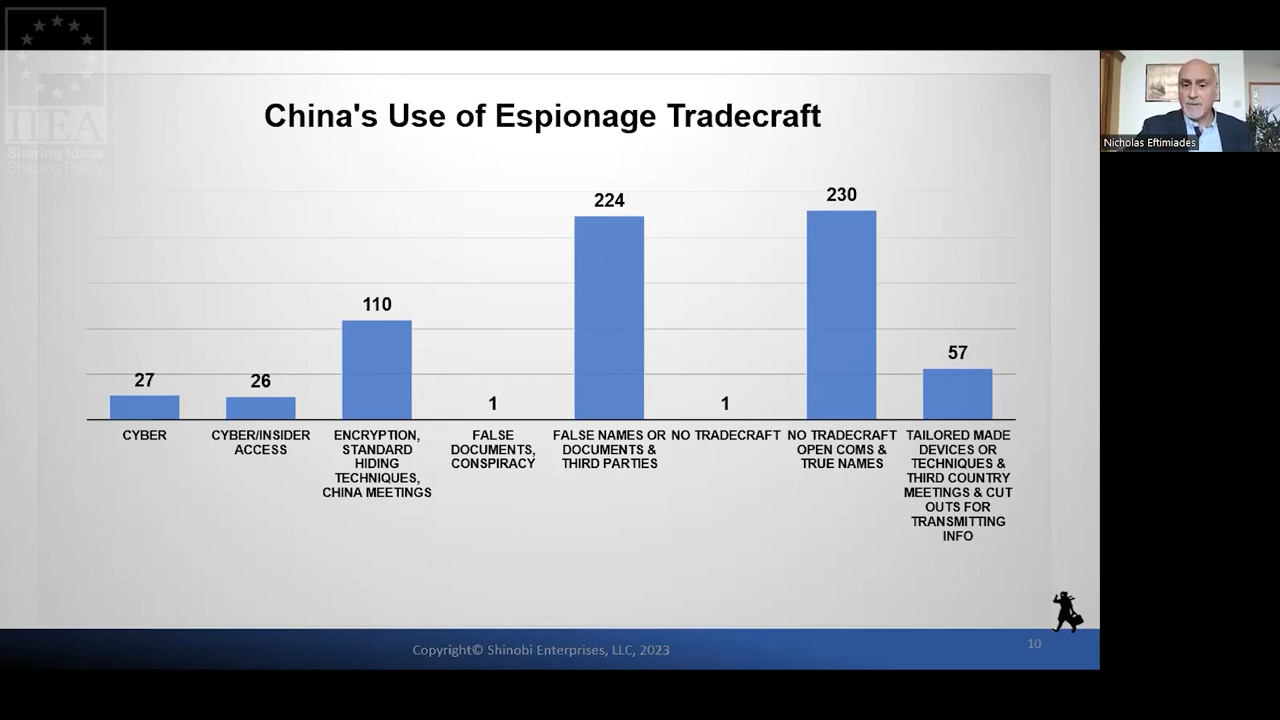 IIEA
Sharing Ideas
Shaping Policy
China's Use of Espionage Tradecraft
27
26
110
1
224
1
230
57
CYBER
CYBER/INSIDER
ACCESS
ENCRYPTION,
STANDARD
HIDING
TECHNIQUES,
CHINA MEETINGS
FALSE
DOCUMENTS,
CONSPIRACY
FALSE NAMES OR
DOCUMENTS &
THIRD PARTIES
NO TRADECRAFT
NO TRADECRAFT
OPEN COMS &
TRUE NAMES
TAILORED MADE
DEVICES OR
TECHNIQUES &
THIRD COUNTRY
MEETINGS & CUT
OUTS FOR
TRANSMITTING
INFO
Copyright© Shinobi Enterprises, LLC, 2023
10
Nicholas Eftimiades